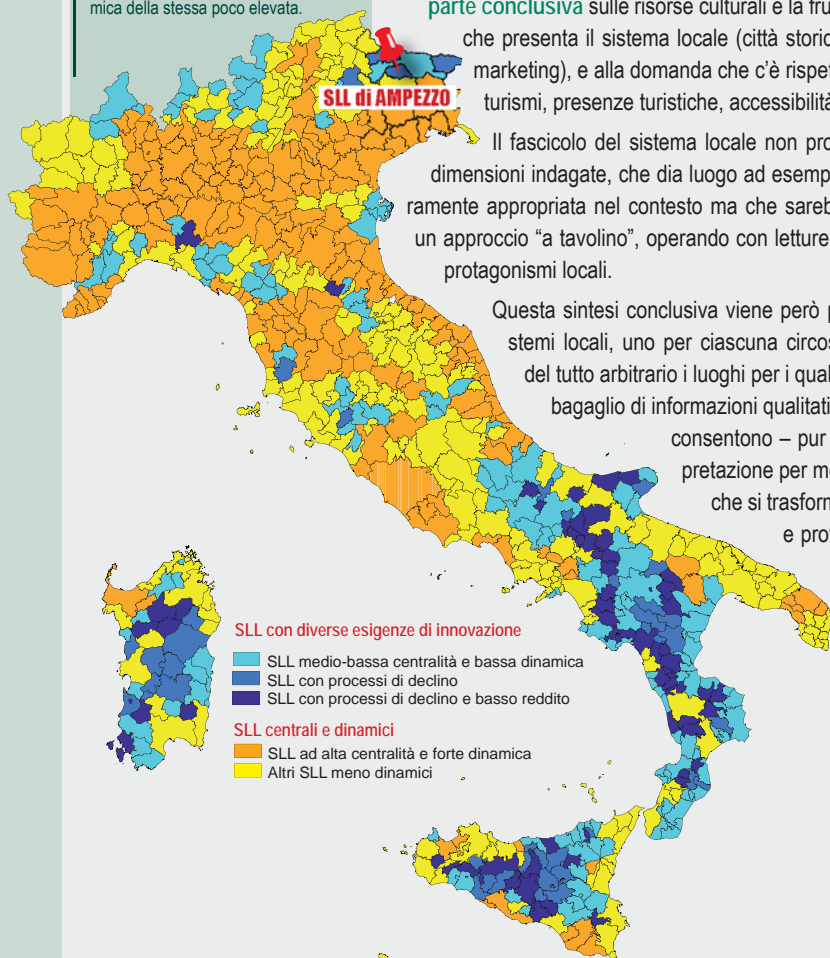 mica della stessa poco elevata.
parte conclusiva sulle risorse culturali e la fru
che presenta il sistema locale (città storic
marketing), e alla domanda che c'è rispet
turismi, presenze turistiche, accessibilità
Il fascicolo del sistema locale non pro
dimensioni indagate, che dia luogo ad esemp
ramente appropriata nel contesto ma che sareb
un approccio “a tavolino”, operando con letture
protagonismi locali.
Questa sintesi conclusiva viene però p
stemi locali, uno per ciascuna circos
del tutto arbitrario i luoghi per i qual
bagaglio di informazioni qualitati
consentono – pur
pretazione per me
che si trasform
e prot
SLL di AMPEZZO
SLL con diverse esigenze di innovazione
SLL medio-bassa centralità e bassa dinamica
SLL con processi di declino
SLL con processi di declino e basso reddito
SLL centrali e dinamici
SLL ad alta centralità e forte dinamica
Altri SLL meno dinamici